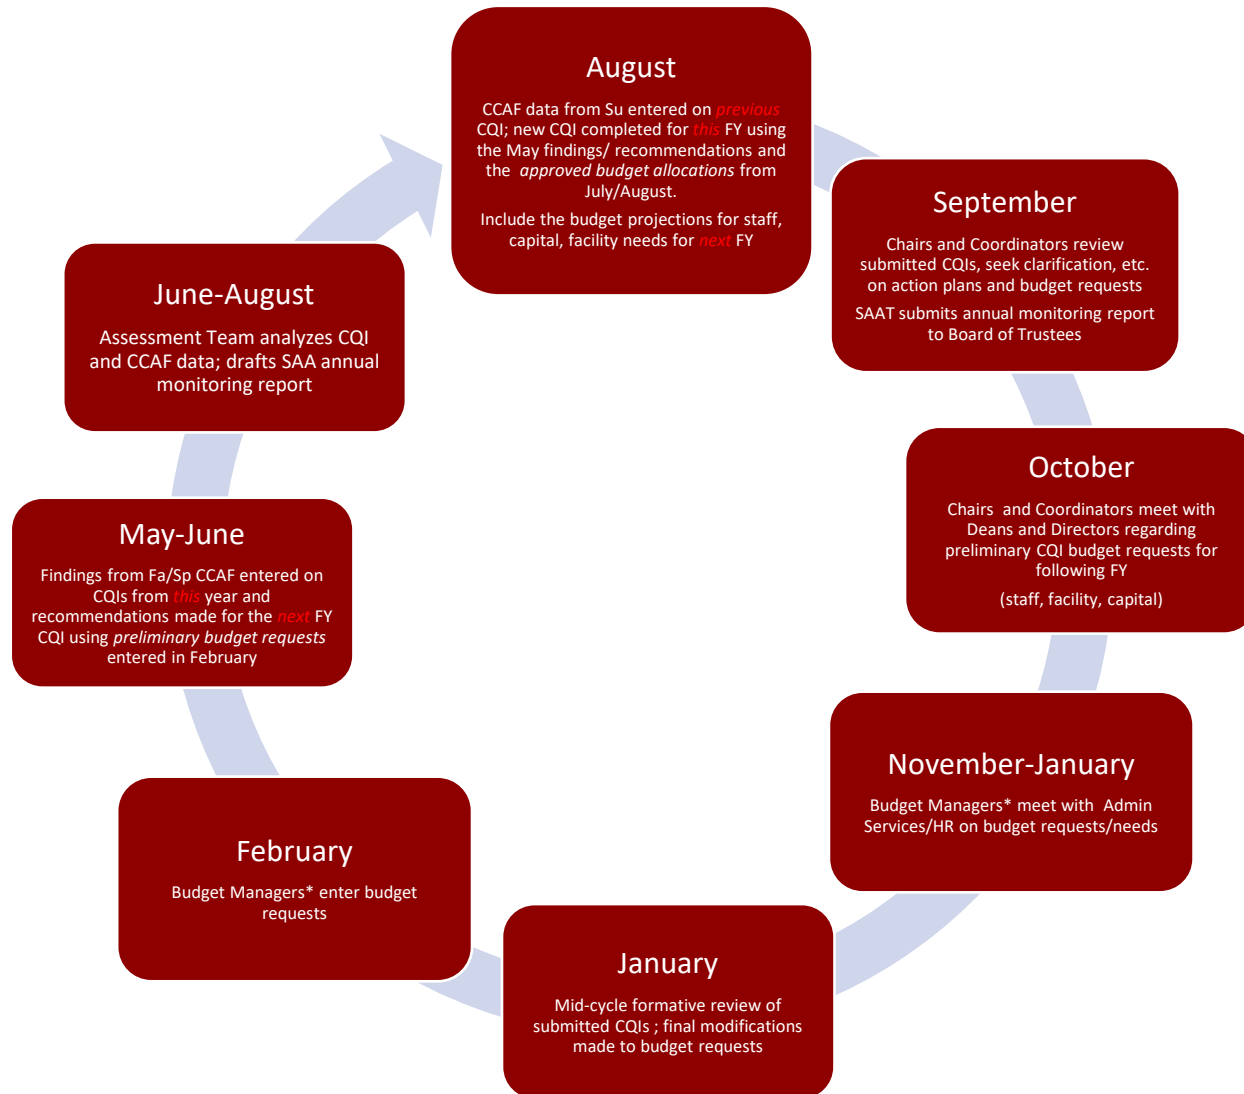 August
CCAF data from Su entered on previous
CQI; new CQI completed for this FY using
the May findings/ recommendations and
the approved budget allocations from
July/August.
Include the budget projections for staff,
capital, facility needs for next FY
September
Chairs and Coordinators review
submitted CQIs, seek clarification, etc.
on action plans and budget requests
SAAT submits annual monitoring report
to Board of Trustees
October
Chairs and Coordinators meet with
Deans and Directors regarding
preliminary CQI budget requests for
following FY
(staff, facility, capital)
November-January
Budget Managers* meet with Admin
Services/HR on budget requests/needs
January
Mid-cycle formative review of
submitted CQIs ; final modifications
made to budget requests
February
Budget Managers* enter budget
requests
May-June
Findings from Fa/Sp CCAF entered on
CQIs from this year and
recommendations made for the next FY
CQI using preliminary budget requests
entered in February
June-August
Assessment Team analyzes CQI
and CCAF data; drafts SAA annual
monitoring report